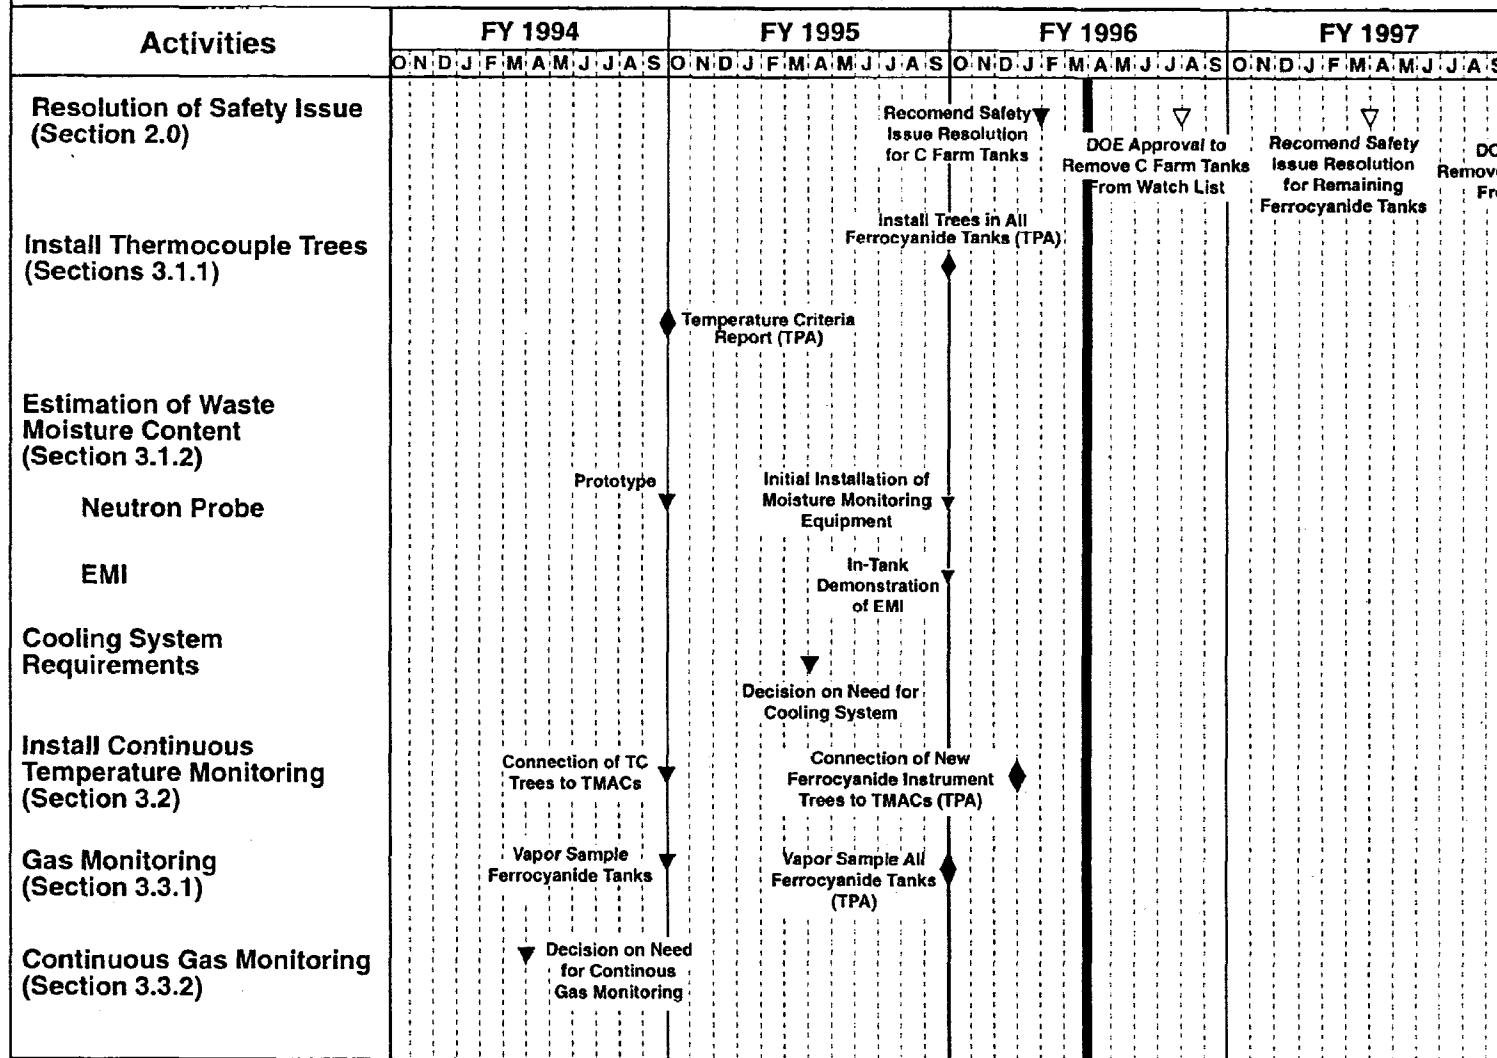 Activities
FY 1994
FY 1995
FY 1996
FY 1997
O N D J F M A M J J A S O N D J F M A M J J A S O N D J F M A M J J A S O N D J F M A M J J A S
Resolution of Safety Issue
(Section 2.0)
Recomend Safety
Issue Resolution
for C Farm Tanks
DOE Approval to
Remove C Farm Tanks
From Watch List
Recomend Safety
Issue Resolution
for Remaining
Ferrocyanide Tanks
DO
Remove
Fr
Install Thermocouple Trees
(Sections 3.1.1)
Install Trees in All
Ferrocyanide Tanks (TPA)
Temperature Criteria
Report (TPA)
Estimation of Waste
Moisture Content
(Section 3.1.2)
Neutron Probe
Prototype
Initial Installation of
Moisture Monitoring
Equipment
EMI
In-Tank
Demonstration
of EMI
Cooling System
Requirements
Decision on Need for
Cooling System
Install Continuous
Temperature Monitoring
(Section 3.2)
Connection of TC
Trees to TMACs
Connection of New
Ferrocyanide Instrument
Trees to TMACs (TPA)
Gas Monitoring
(Section 3.3.1)
Vapor Sample
Ferrocyanide Tanks
Vapor Sample All
Ferrocyanide Tanks
(TPA)
Continuous Gas Monitoring
(Section 3.3.2)
Decision on Need
for Continous
Gas Monitoring